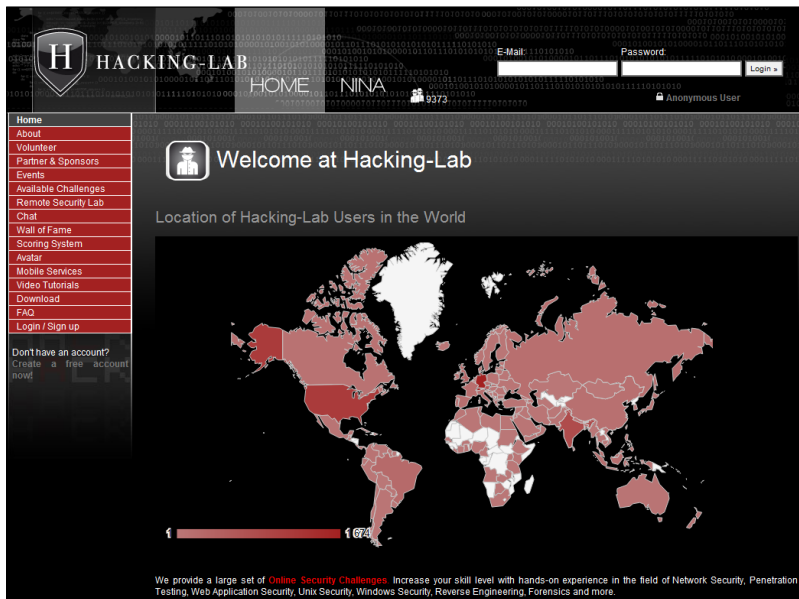 H HACKING-LAB
HOME NINA
9373
E-Mail:
Password:
Login »
Anonymous User
Home
About
Volunteer
Partner & Sponsors
Events
Available Challenges
Remote Security Lab
Chat
Wall of Fame
Scoring System
Avatar
Mobile Services
Video Tutorials
Download
FAQ
Login / Sign up
Don't have an account?
Create a free account
now!
Welcome at Hacking-Lab
Location of Hacking-Lab Users in the World
1 1 674
We provide a large set of Online Security Challenges. Increase your skill level with hands-on experience in the field of Network Security, Penetration
Testing, Web Application Security, Unix Security, Windows Security, Reverse Engineering, Forensics and more.